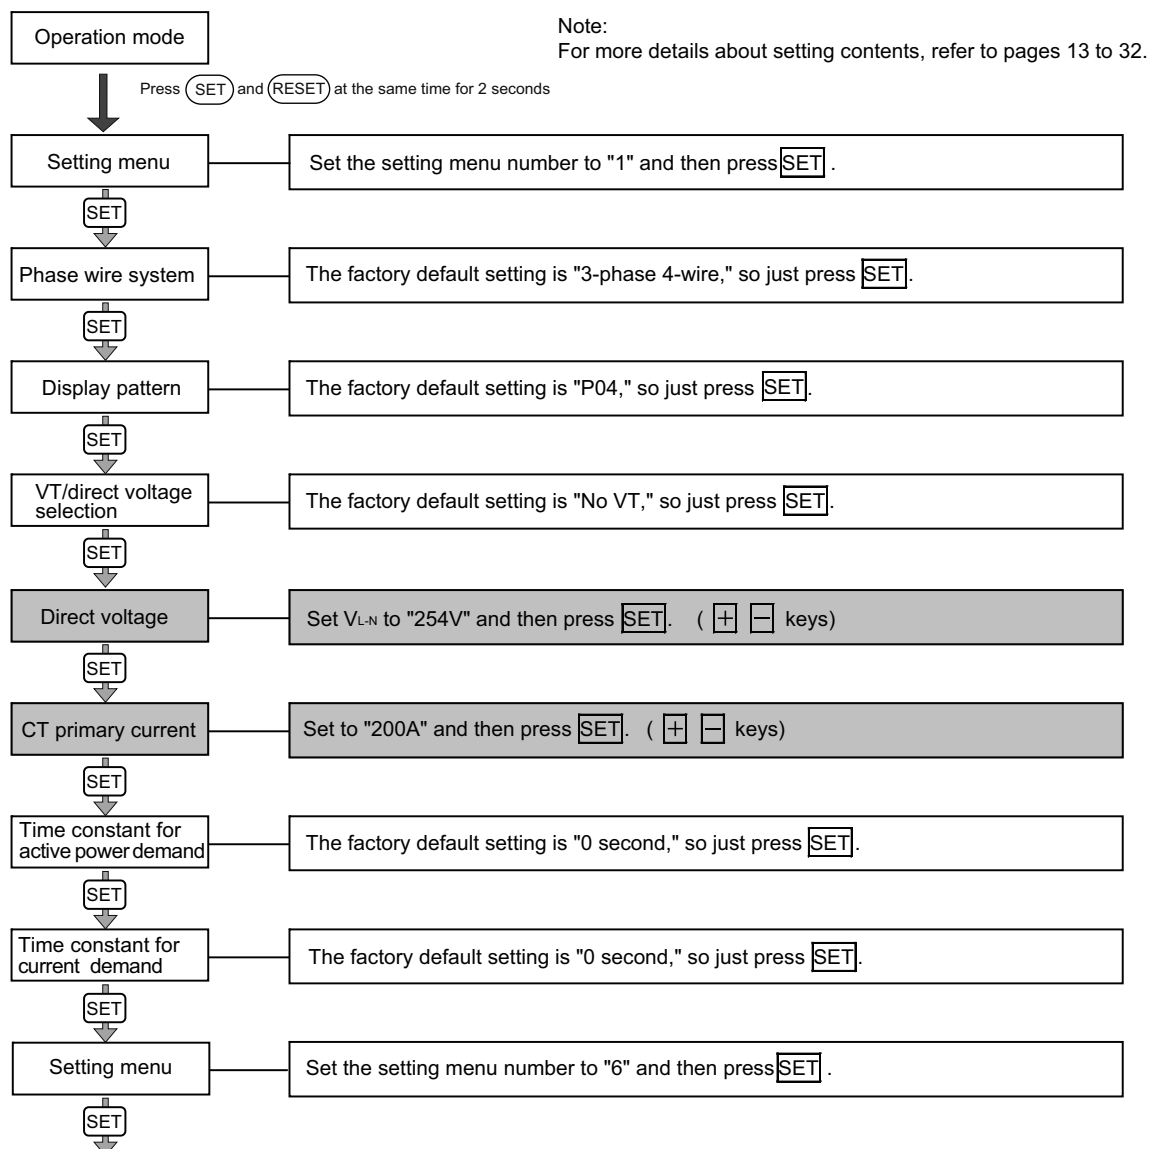 Operation mode
Note:
For more details about setting contents, refer to pages 13 to 32.
Press SET and RESET at the same time for 2 seconds
Setting menu
Set the setting menu number to "1" and then press SET .
SET
Phase wire system
The factory default setting is "3-phase 4-wire," so just press SET.
SET
Display pattern
The factory default setting is "P04," so just press SET.
SET
VT/direct voltage
selection
The factory default setting is "No VT," so just press SET.
SET
Direct voltage
Set VL-N to "254V" and then press SET. ( + − keys)
SET
CT primary current
Set to "200A" and then press SET. ( + − keys)
SET
Time constant for
active power demand
The factory default setting is "0 second," so just press SET.
SET
Time constant for
current demand
The factory default setting is "0 second," so just press SET.
SET
Setting menu
Set the setting menu number to "6" and then press SET .
SET